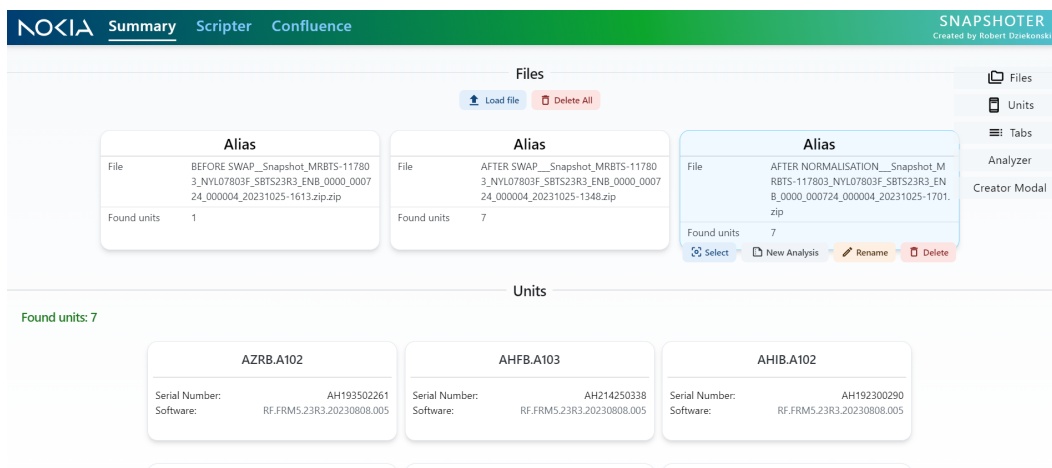 NOKIA Summary Scripter Confluence
SNAPSHOTER
Created by Robert Dziekonski
Files
Load file Delete All
Files
Units
Tabs
Analyzer
Creator Modal
Alias
File BEFORE SWAP__Snapshot_MRBTS-11780
3_NYL07803F_SBTS23R3_ENB_0000_0007
24_000004_20231025-1613.zip.zip
Found units 1
Alias
File AFTER SWAP__Snapshot_MRBTS-11780
3_NYL07803F_SBTS23R3_ENB_0000_0007
24_000004_20231025-1348.zip
Found units 7
Alias
File AFTER NORMALISATION___Snapshot_M
RBTS-117803_NYL07803F_SBTS23R3_EN
B_0000_000724_000004_20231025-1701.
zip
Found units 7
Select New Analysis Rename Delete
Units
Found units: 7
AZRB.A102
Serial Number: AH193502261
Software: RF.FRM5.23R3.20230808.005
AHFB.A103
Serial Number: AH214250338
Software: RF.FRM5.23R3.20230808.005
AHIB.A102
Serial Number: AH192300290
Software: RF.FRM5.23R3.20230808.005